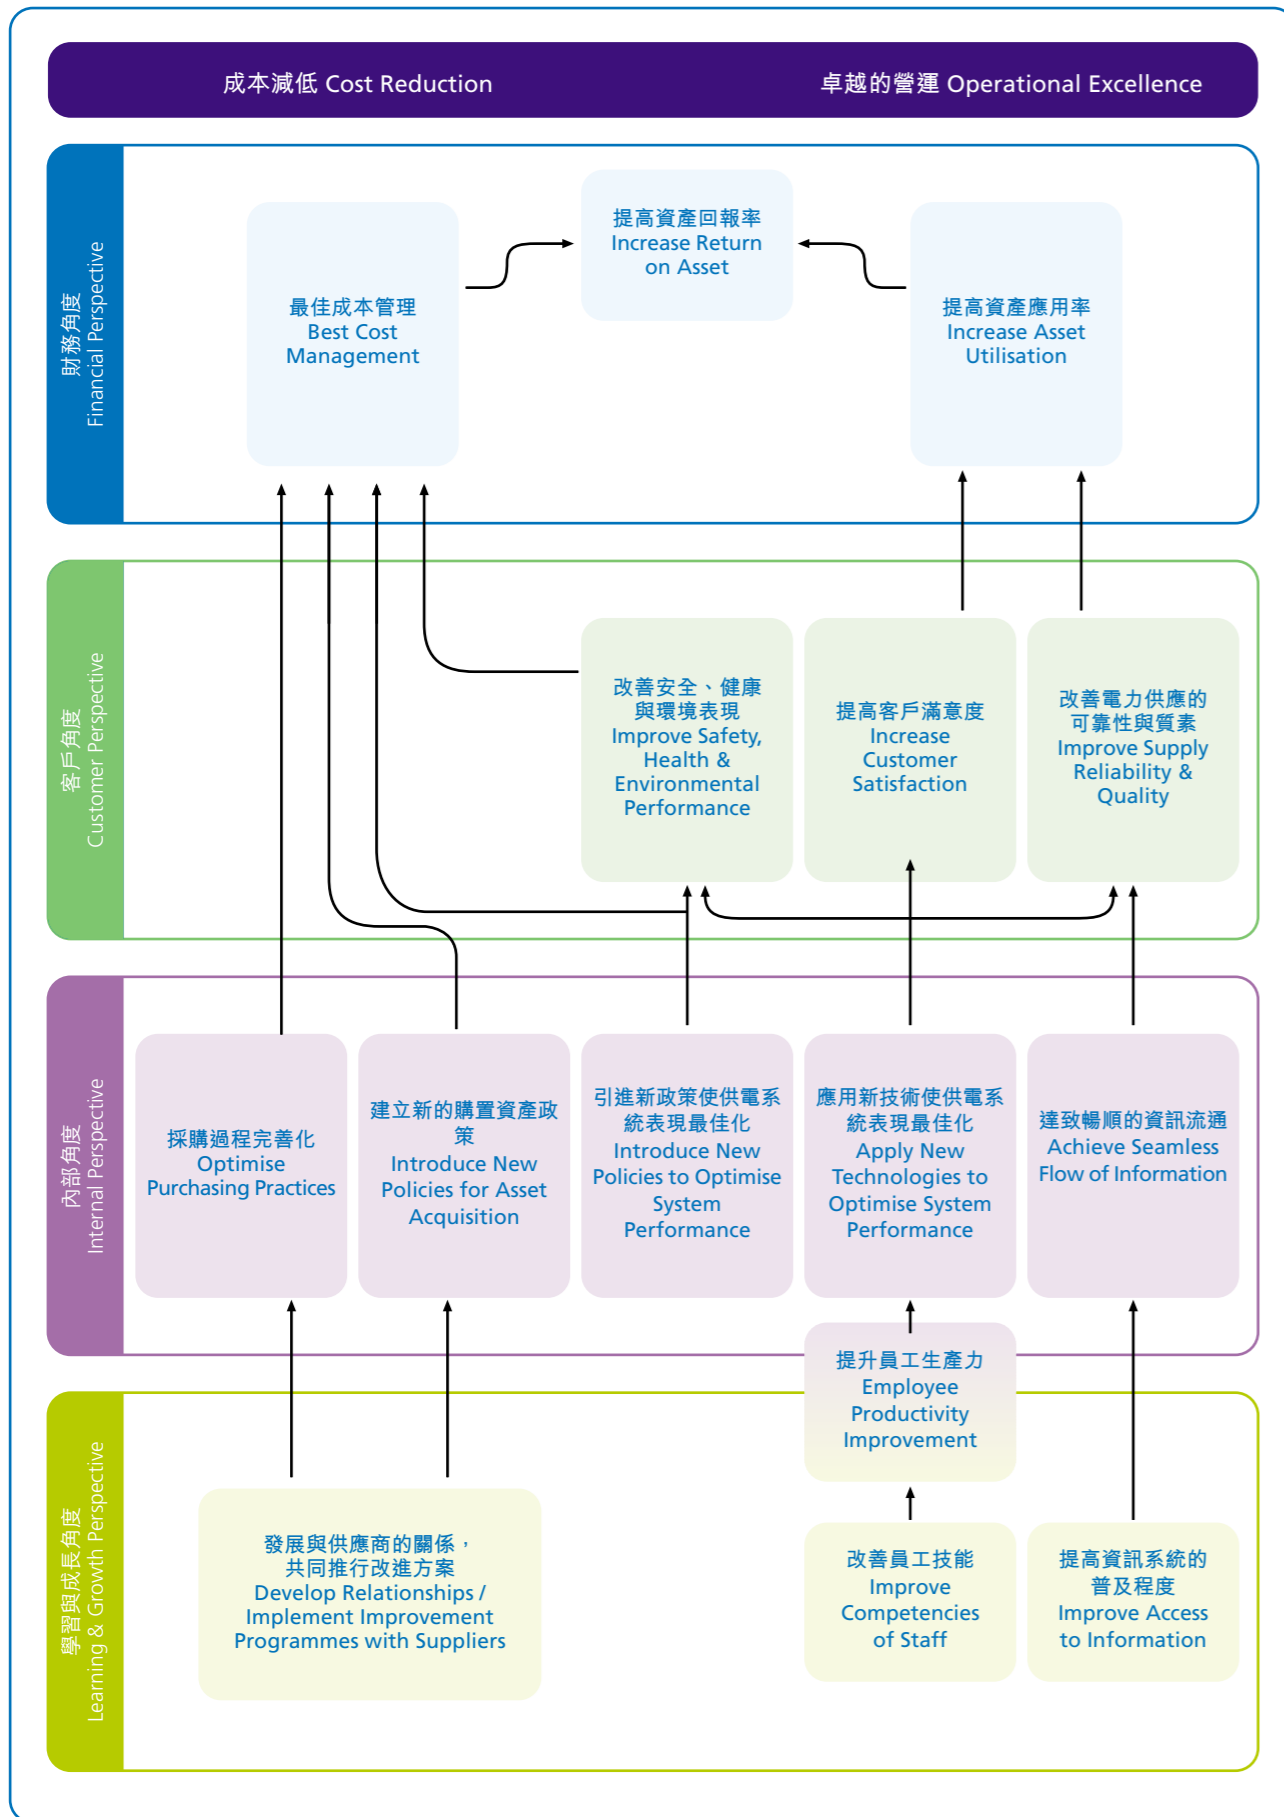 成本減低 Cost Reduction
卓越的營運 Operational Excellence
財務角度
Financial Perspective
提高資產回報率
Increase Return
on Asset
最佳成本管理
Best Cost
Management
提高資產應用率
Increase Asset
Utilisation
客戶角度
Customer Perspective
改善安全、健康
與環境表現
Improve Safety,
Health &
Environmental
Performance
提高客戶滿意度
Increase
Customer
Satisfaction
改善電力供應的
可靠性與質素
Improve Supply
Reliability &
Quality
內部角度
Internal Perspective
採購過程完善化
Optimise
Purchasing Practices
建立新的購置資產政
策
Introduce New
Policies for Asset
Acquisition
引進新政策使供電系
統表現最佳化
Introduce New
Policies to Optimise
System
Performance
應用新技術使供電系
統表現最佳化
Apply New
Technologies to
Optimise System
Performance
達致暢順的資訊流通
Achieve Seamless
Flow of Information
提升員工生產力
Employee
Productivity
Improvement
學習與成長角度
Learning & Growth Perspective
發展與供應商的關係，
共同推行改進方案
Develop Relationships /
Implement Improvement
Programmes with Suppliers
改善員工技能
Improve
Competencies
of Staff
提高資訊系統的
普及程度
Improve Access
to Information